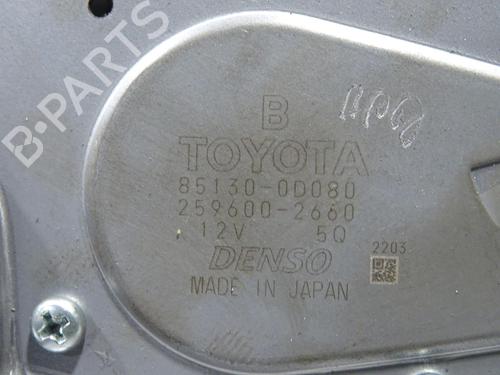 B-PARTS
B
TOYOTA
85130-0D080
259600-2660
12V 5Q
2203
DENSO
MADE IN JAPAN